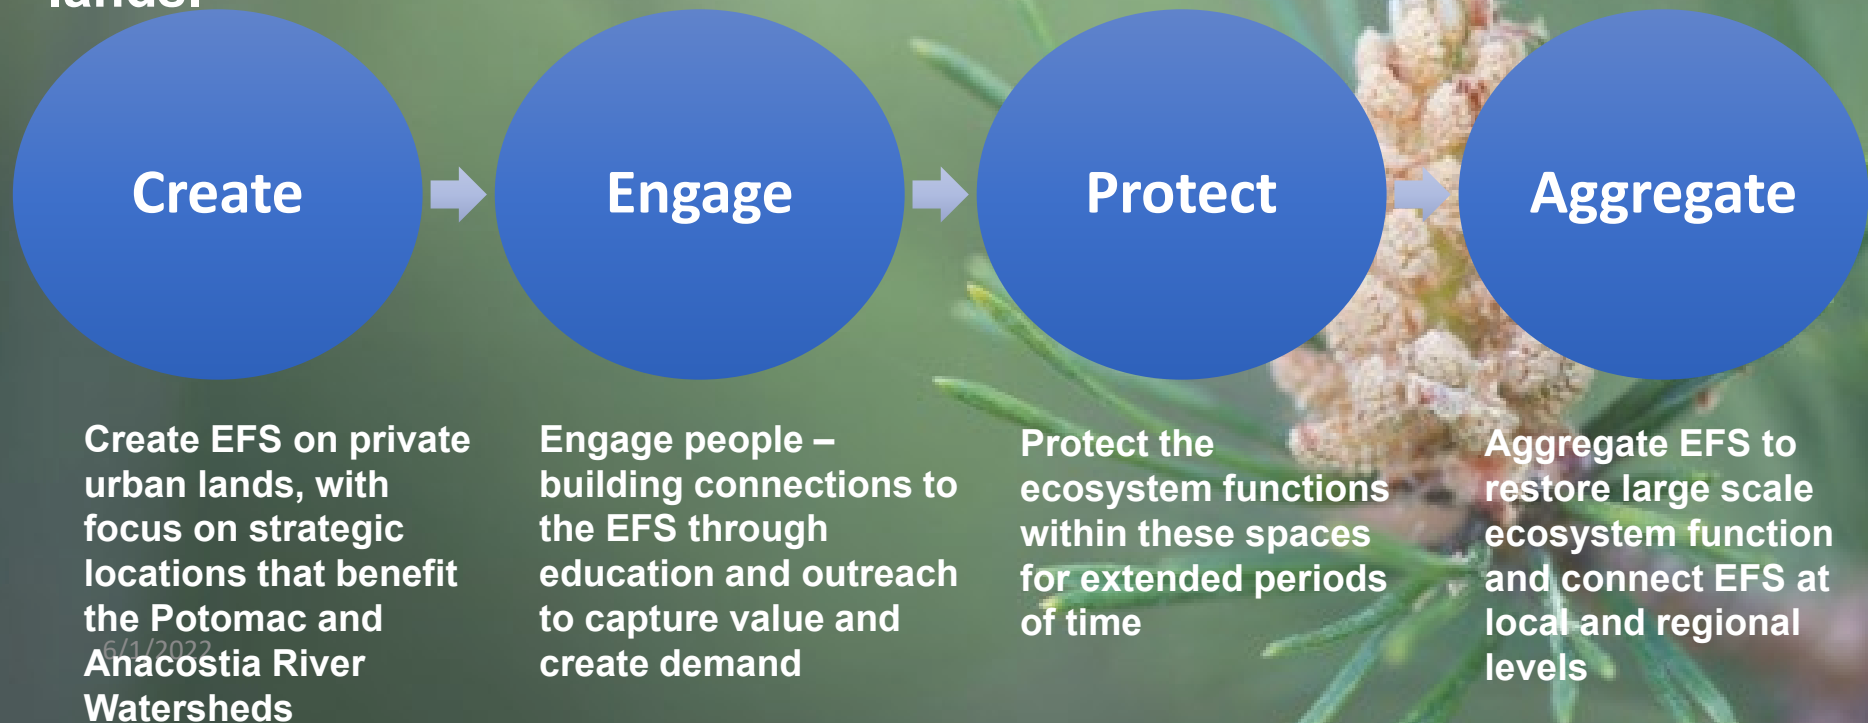 lands.
Create
Engage
Protect
Aggregate
Create EFS on private
urban lands, with
focus on strategic
locations that benefit
the Potomac and
Anacostia River
Watersheds
Engage people –
building connections to
the EFS through
education and outreach
to capture value and
create demand
Protect the
ecosystem functions
within these spaces
for extended periods
of time
Aggregate EFS to
restore large scale
ecosystem function
and connect EFS at
local and regional
levels
6/1/2022